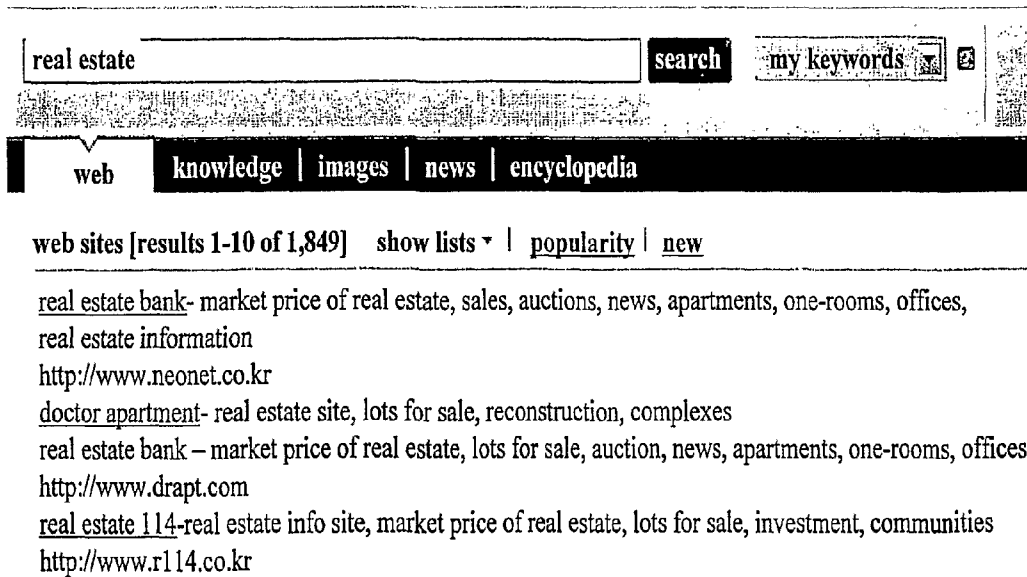 real estate search my keywords
web knowledge | images | news | encyclopedia
web sites [results 1-10 of 1,849] show lists ▾ | popularity | new
real estate bank- market price of real estate, sales, auctions, news, apartments, one-rooms, offices,
real estate information
http://www.neonet.co.kr
doctor apartment- real estate site, lots for sale, reconstruction, complexes
real estate bank – market price of real estate, lots for sale, auction, news, apartments, one-rooms, offices
http://www.drapt.com
real estate 114-real estate info site, market price of real estate, lots for sale, investment, communities
http://www.r114.co.kr